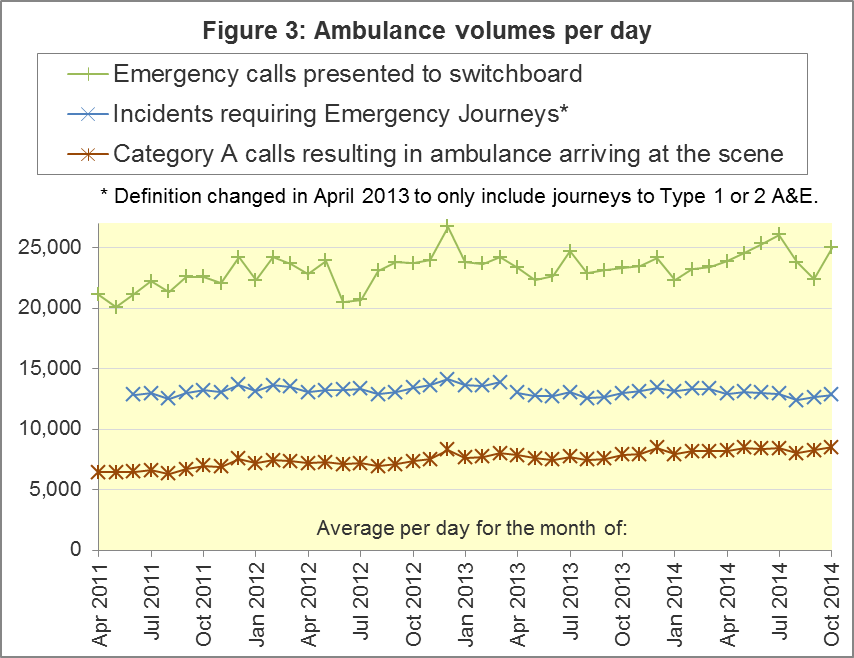 Figure 3: Ambulance volumes per day
Emergency calls presented to switchboard
Incidents requiring Emergency Journeys*
Category A calls resulting in ambulance arriving at the scene
* Definition changed in April 2013 to only include journeys to Type 1 or 2 A&E.
25,000
20,000
15,000
10,000
5,000
0
Average per day for the month of:
Apr 2011
Jul 2011
Oct 2011
Jan 2012
Apr 2012
Jul 2012
Oct 2012
Jan 2013
Apr 2013
Jul 2013
Oct 2013
Jan 2014
Apr 2014
Jul 2014
Oct 2014